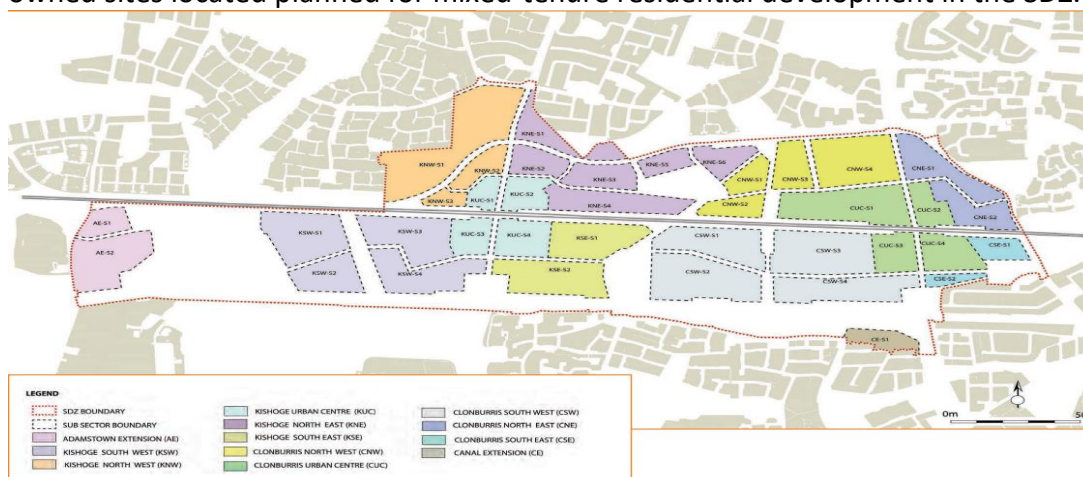 owned sites located planned for mixed-tenure residential development in the SDZ.
KNW-S1
KNE-S1
KNW-S2
KNE-S2
KNE-S5
KNE-S6
KNE-S3
KNW-S3
KUC-S1
KUC-S2
KNE-S4
CNW-S1
CNW-S3
CNW-S4
CNE-S1
CNW-S2
CUC-S1
CUC-S2
CNE-S2
AE-S1
AE-S2
KSW-S1
KSW-S3
KUC-S3
KUC-S4
KSE-S1
CSW-S1
CSW-S3
CUC-S3
CUC-S4
CSE-S1
KSW-S2
KSW-S4
KSE-S2
CSW-S2
CSW-S4
CSE-S2
CE-S1
LEGEND
SDZ BOUNDARY
SUB SECTOR BOUNDARY
ADAMSTOWN EXTENSION (AE)
KISHOGE SOUTH WEST (KSW)
KISHOGE NORTH WEST (KNW)
KISHOGE URBAN CENTRE (KUC)
KISHOGE NORTH EAST (KNE)
KISHOGE SOUTH EAST (KSE)
CLONBURRIS NORTH WEST (CNW)
CLONBURRIS URBAN CENTRE (CUC)
CLONBURRIS SOUTH WEST (CSW)
CLONBURRIS NORTH EAST (CNE)
CLONBURRIS SOUTH EAST (CSE)
CANAL EXTENSION (CE)
0m